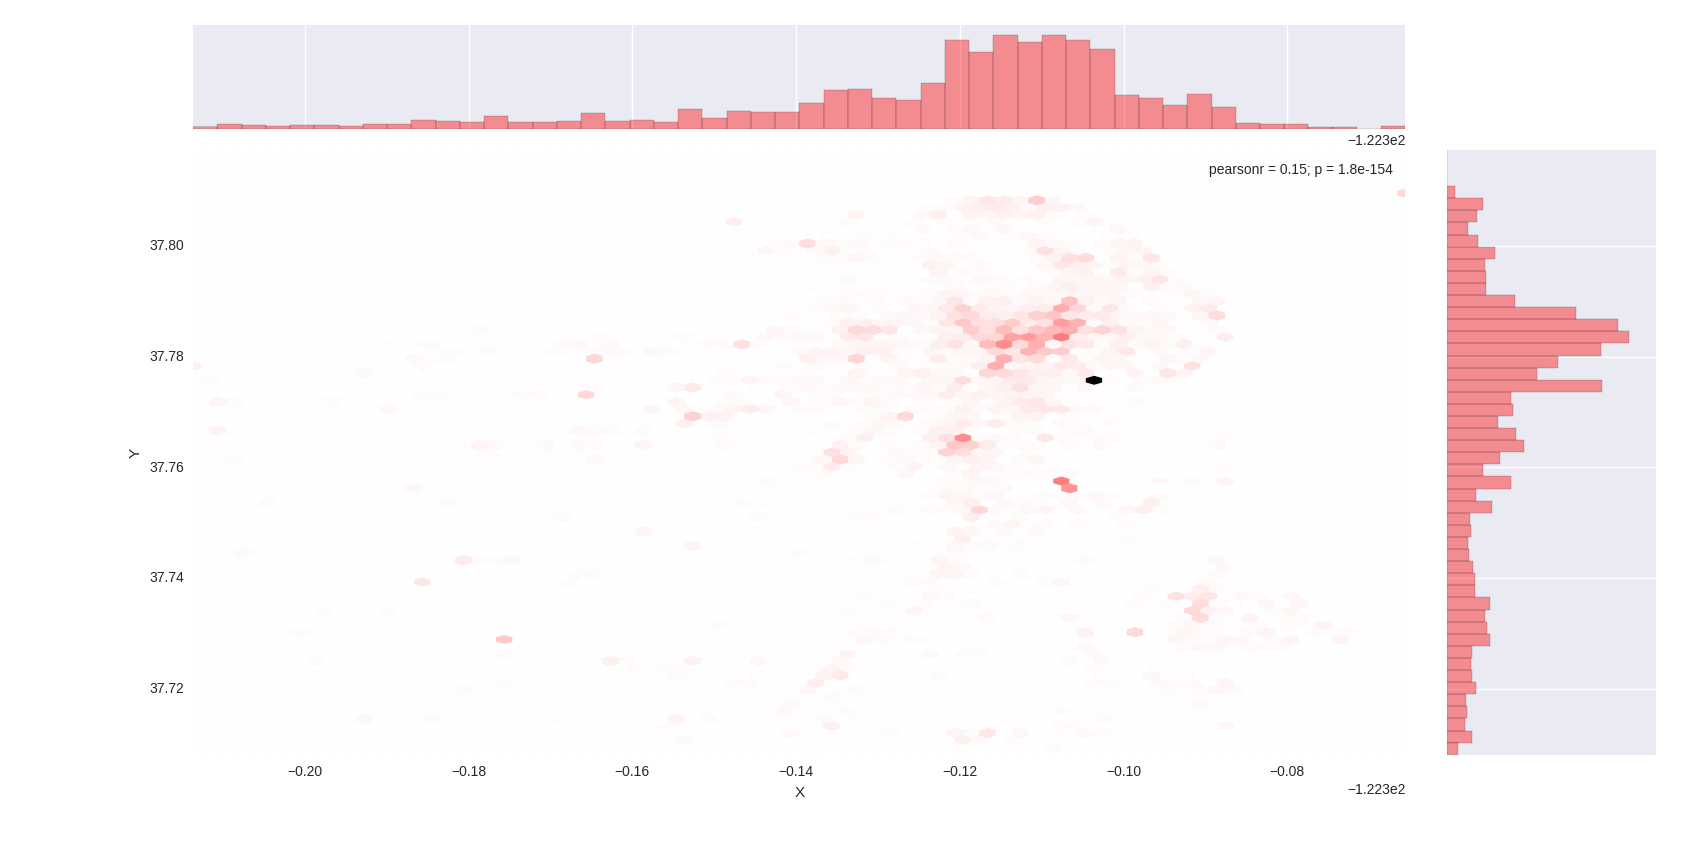 −1.223e2
pearsonr = 0.15; p = 1.8e-154
37.80
37.78
Y
37.76
37.74
37.72
−0.20 −0.18 −0.16 −0.14 −0.12 −0.10 −0.08
X
−1.223e2